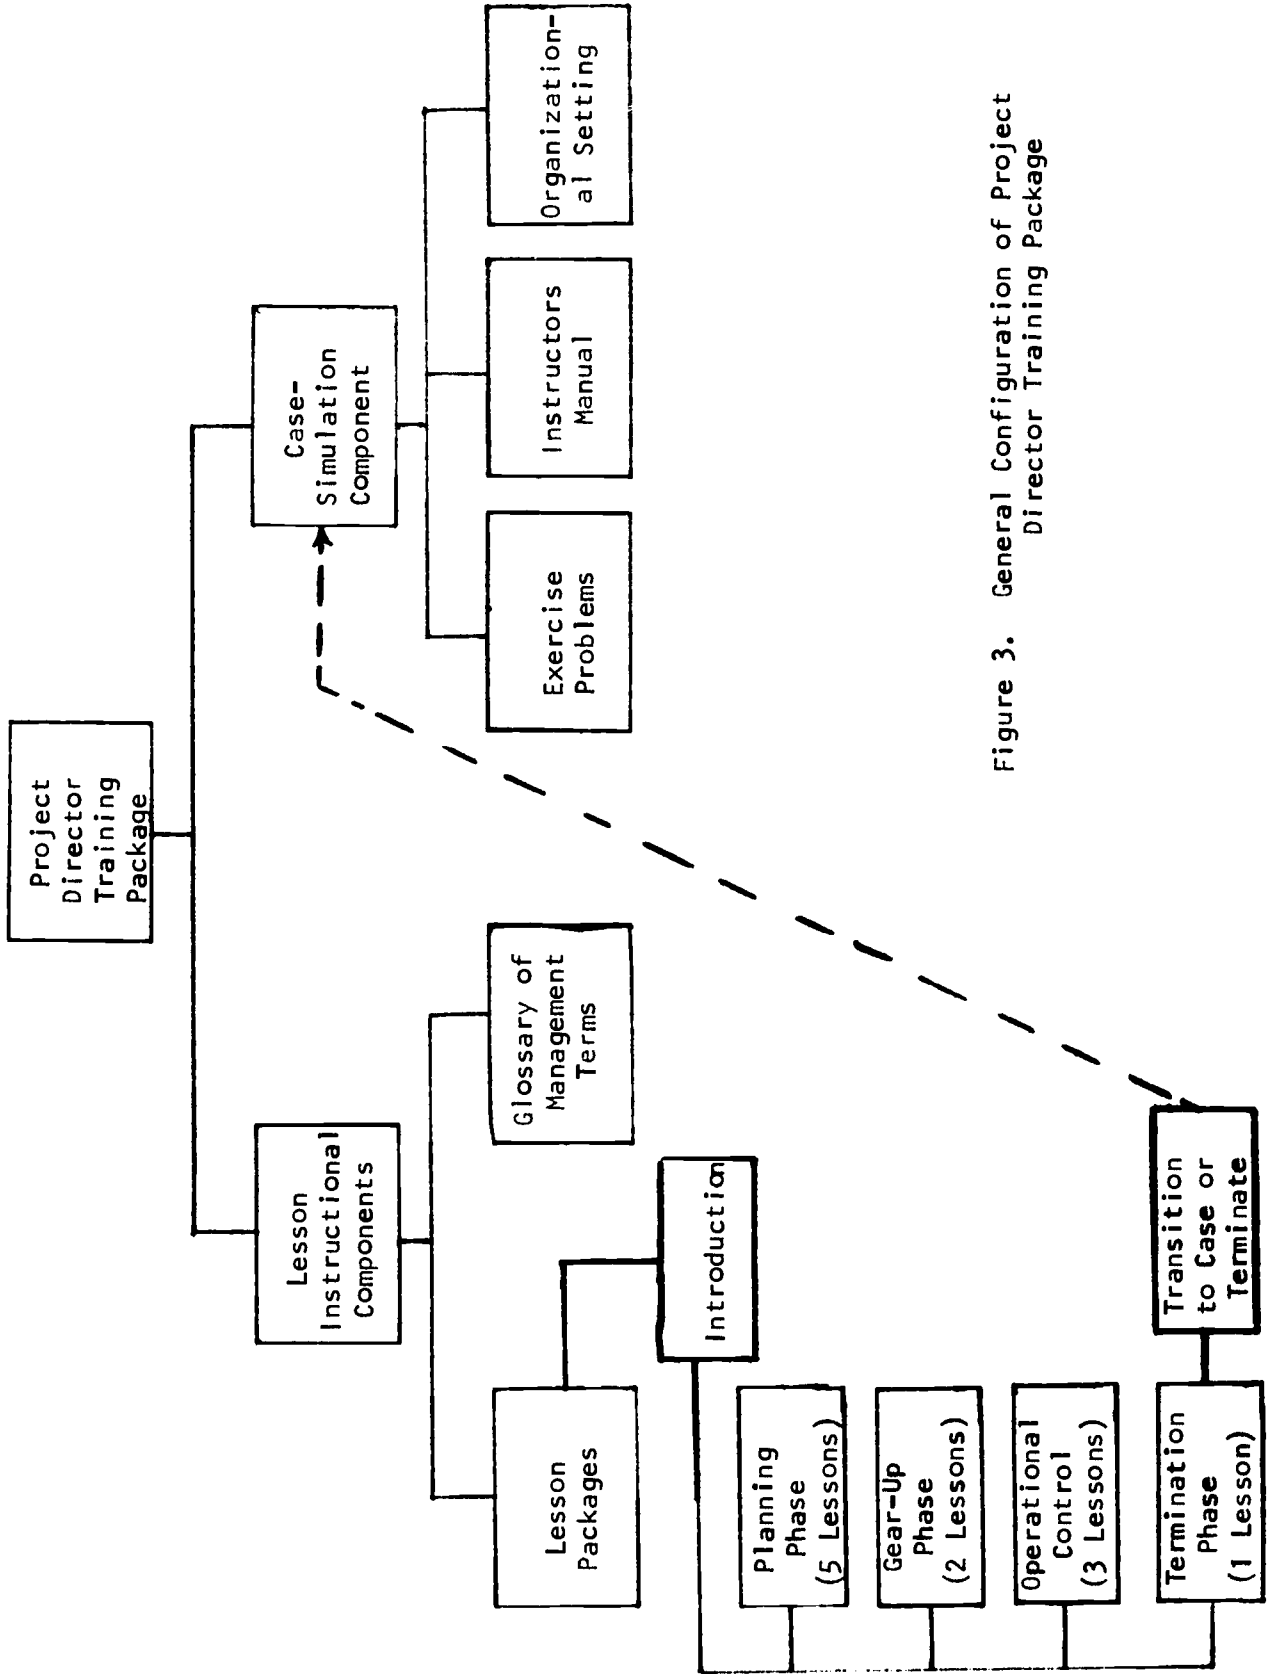 Project
Director
Training
Package
Lesson
Instructional
Components
Case-
Simulation
Component
Lesson
Packages
Glossary of
Management
Terms
Exercise
Problems
Instructors
Manual
Organization-
al Setting
Introduction
Planning
Phase
(5 Lessons)
Gear-Up
Phase
(2 Lessons)
Operational
Control
(3 Lessons)
Termination
Phase
(1 Lesson)
Transition
to Case or
Terminate
Figure 3. General Configuration of Project
Director Training Package